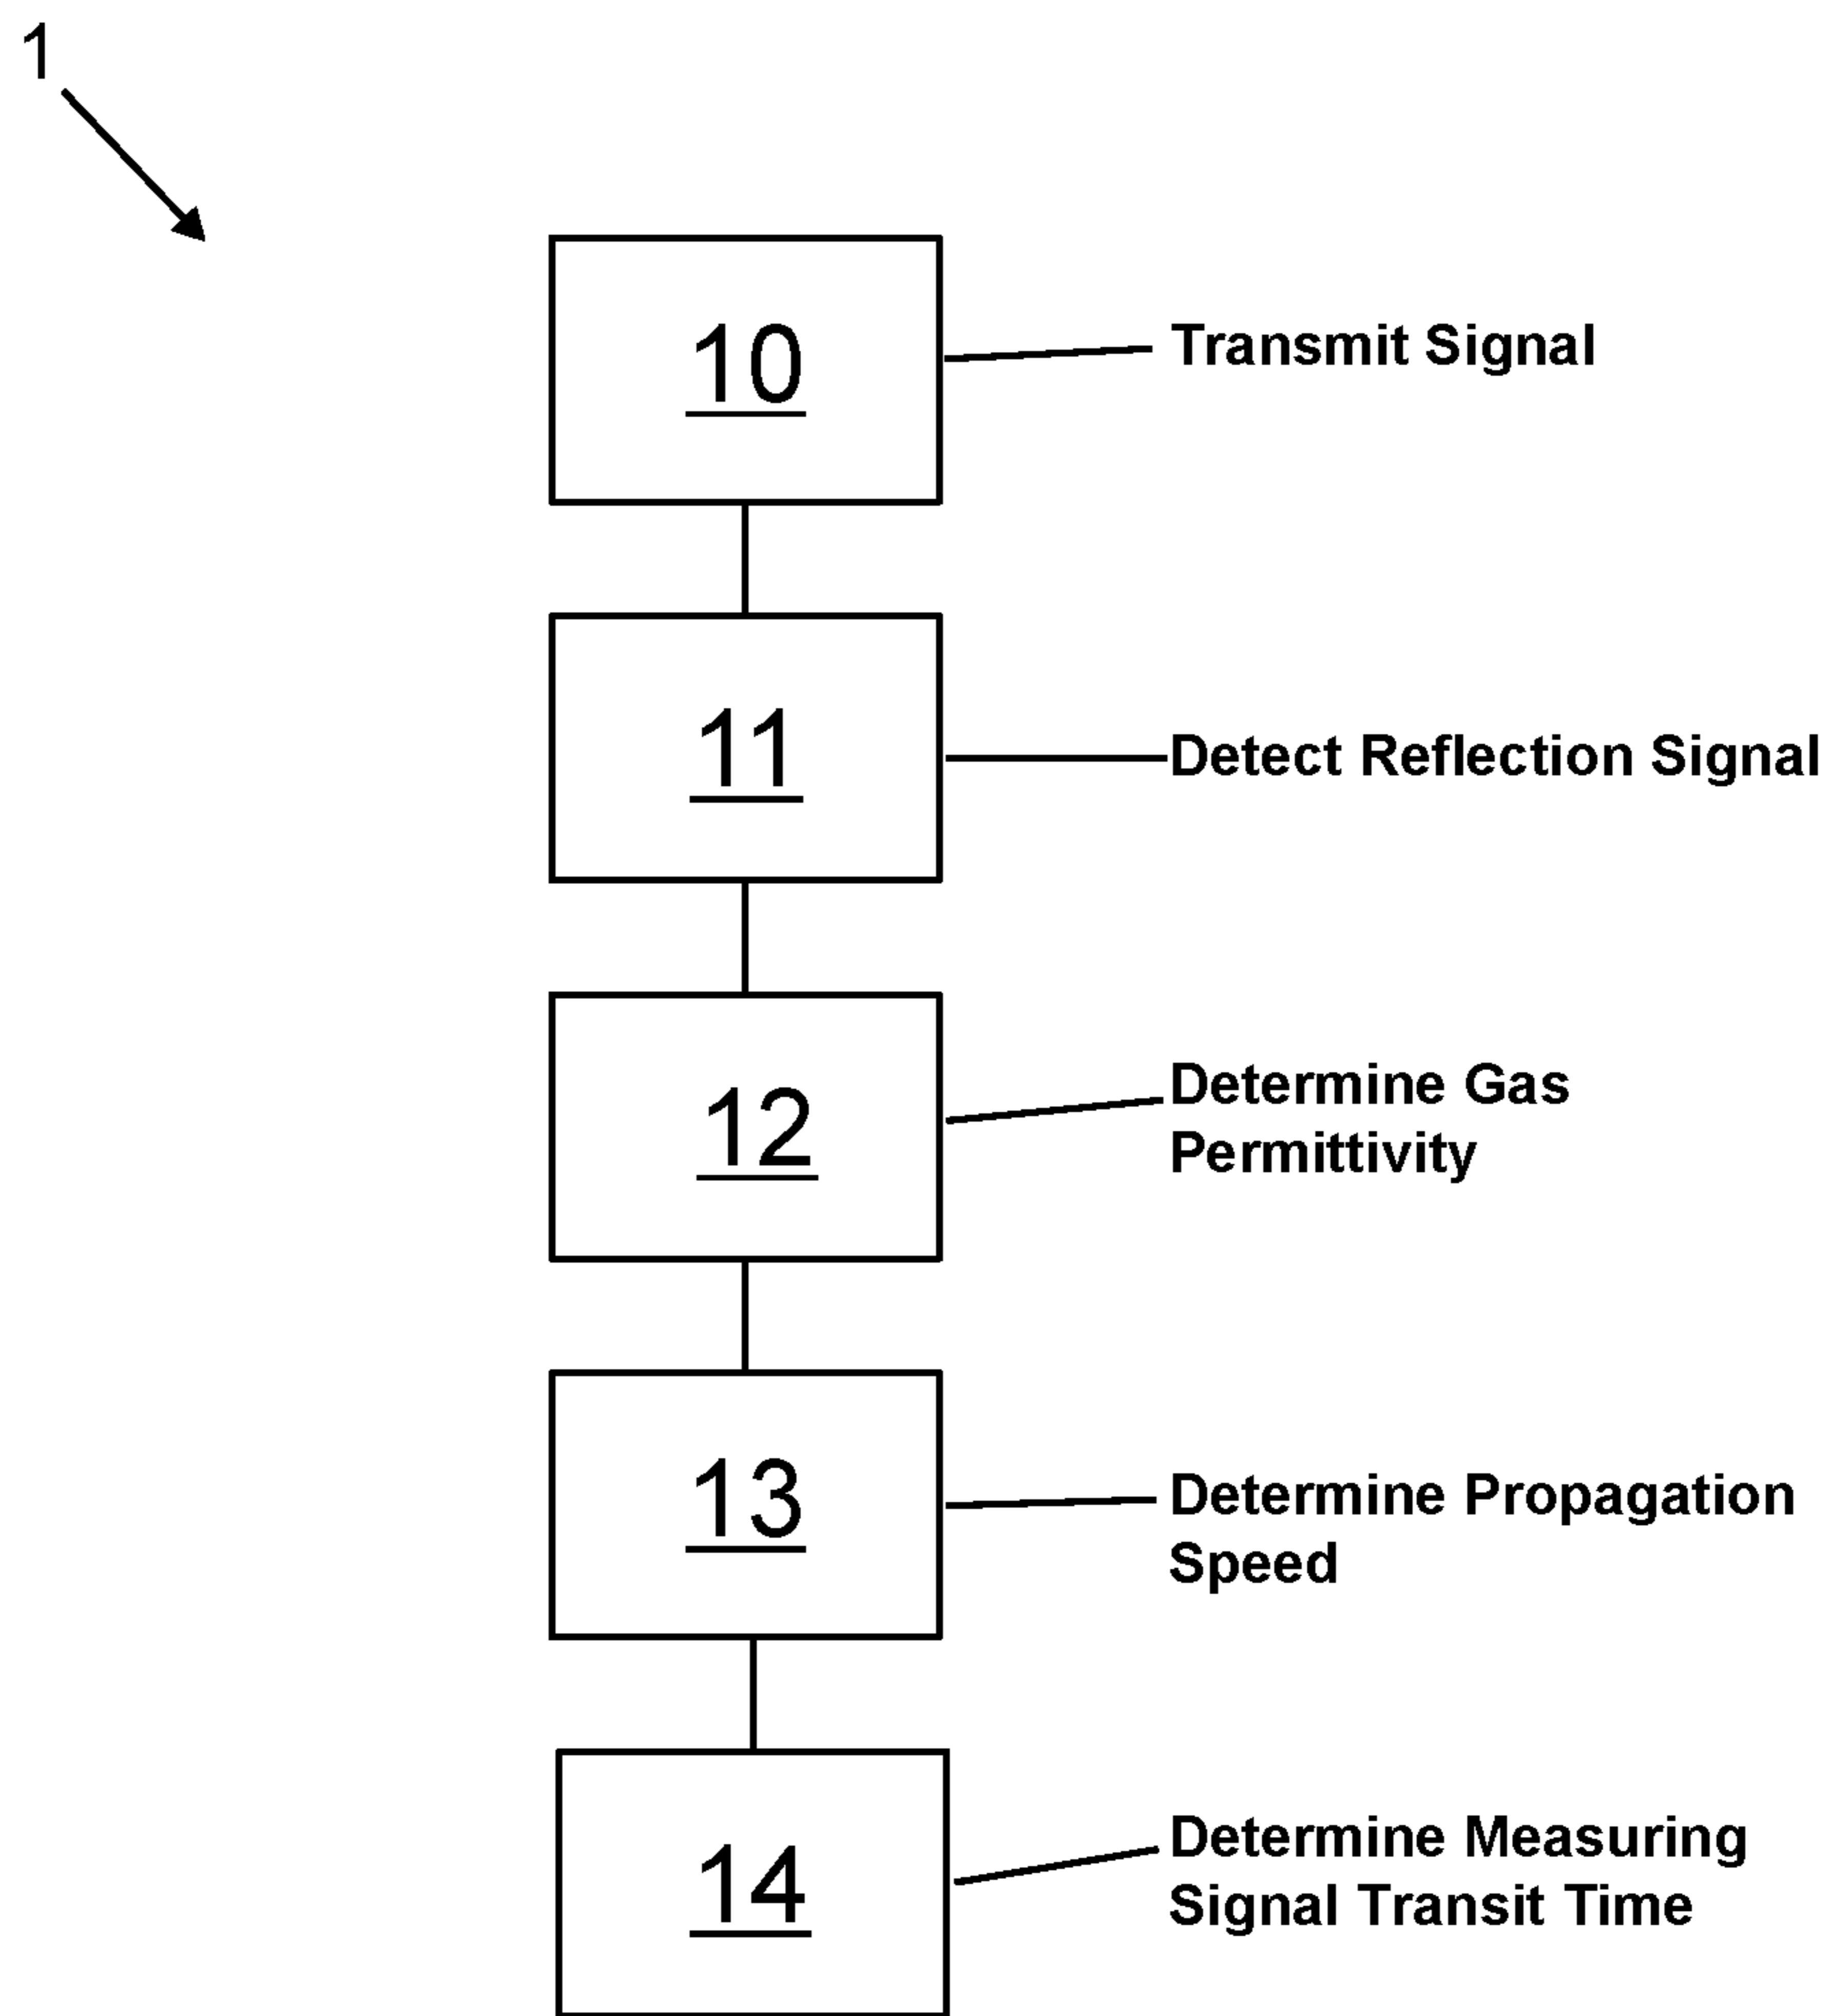 1
10
Transmit Signal
11
Detect Reflection Signal
12
Determine Gas
Permittivity
13
Determine Propagation
Speed
14
Determine Measuring
Signal Transit Time